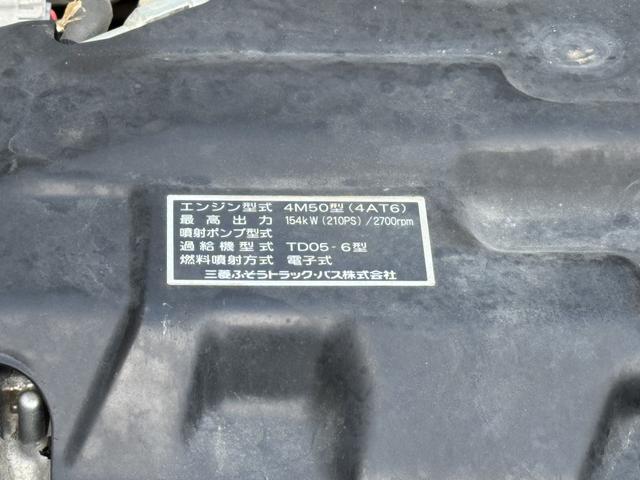 エンジン型式 4M50型(4AT6)
最高出力 154kW(210PS)/2700rpm
噴射ポンプ型式
過給機型式 TD05-6型
燃料噴射方式 電子式
三菱ふそうトラック・バス株式会社